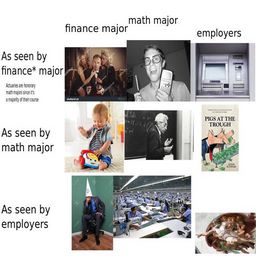 finance major
math major
employers
As seen by
finance* major
Actuaries are honorary
math majors since it's
a majority of their course
As seen by
math major
PIGS AT THE
TROUGH
As seen by
employers